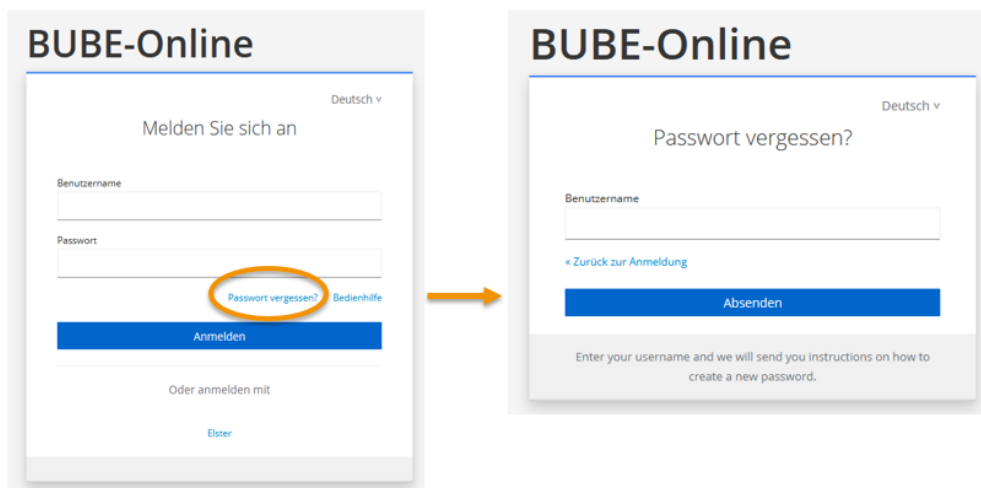 BUBE-Online
Deutsch ˅
Melden Sie sich an
Benutzername
Passwort
Passwort vergessen? Bedienhilfe
Anmelden
Oder anmelden mit
Elster
BUBE-Online
Deutsch ˅
Passwort vergessen?
Benutzername
« Zurück zur Anmeldung
Absenden
Enter your username and we will send you instructions on how to
create a new password.